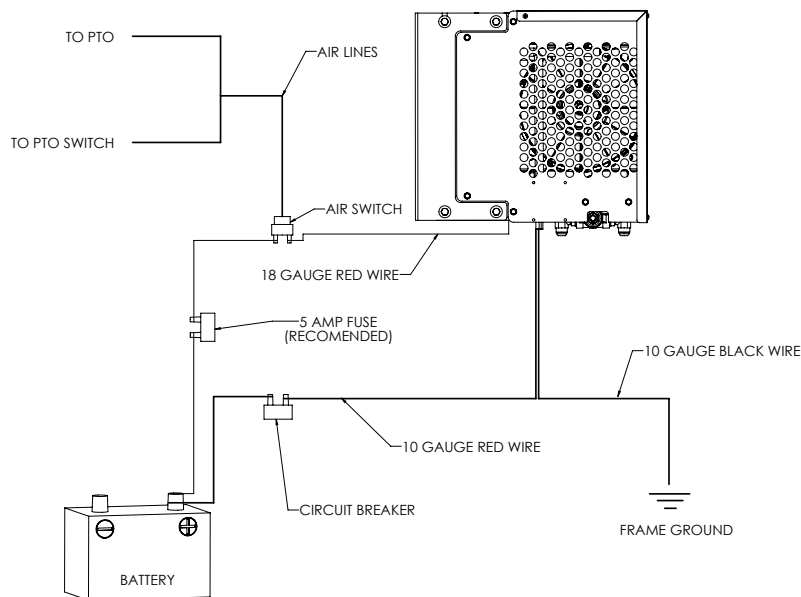 TO PTO
AIR LINES
TO PTO SWITCH
AIR SWITCH
18 GAUGE RED WIRE
5 AMP FUSE
(RECOMENDED)
10 GAUGE BLACK WIRE
10 GAUGE RED WIRE
CIRCUIT BREAKER
FRAME GROUND
BATTERY